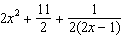 2x² + 11/2 + 1/(2(2x − 1))